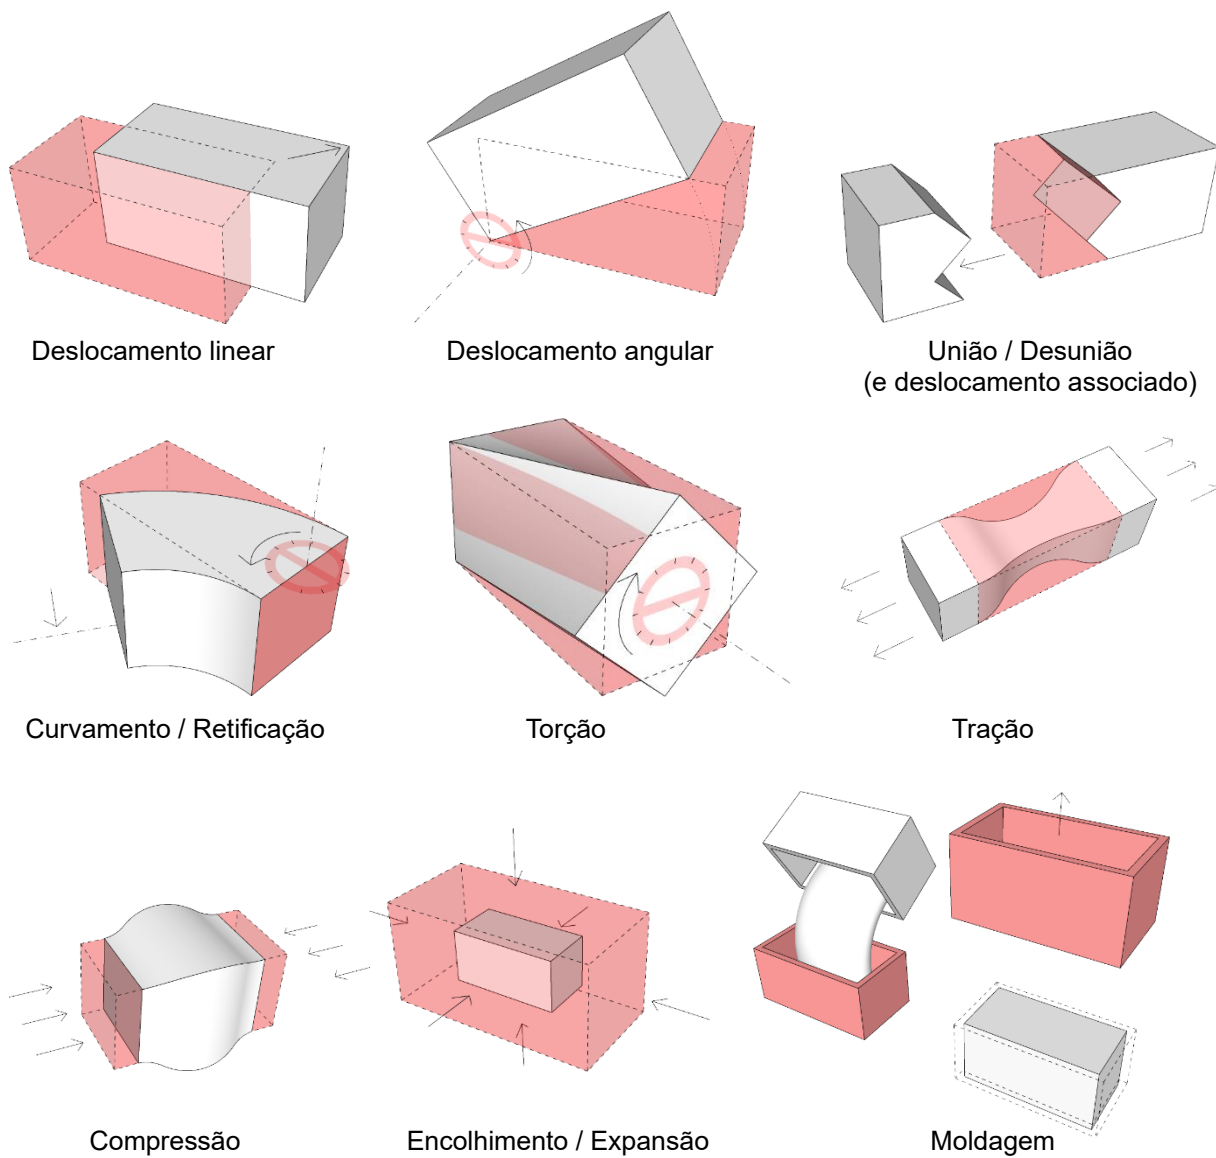 Deslocamento linear
Deslocamento angular
União / Desunião
(e deslocamento associado)
Curvamento / Retificação
Torção
Tração
Compressão
Encolhimento / Expansão
Moldagem